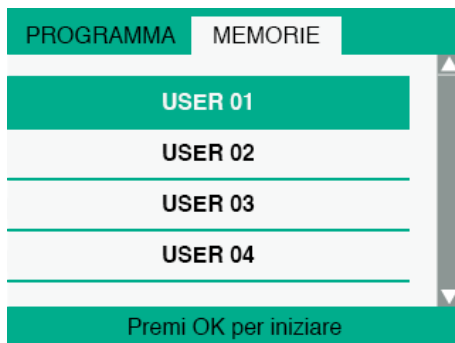 PROGRAMMA MEMORIE
USER 01
USER 02
USER 03
USER 04
Premi OK per iniziare